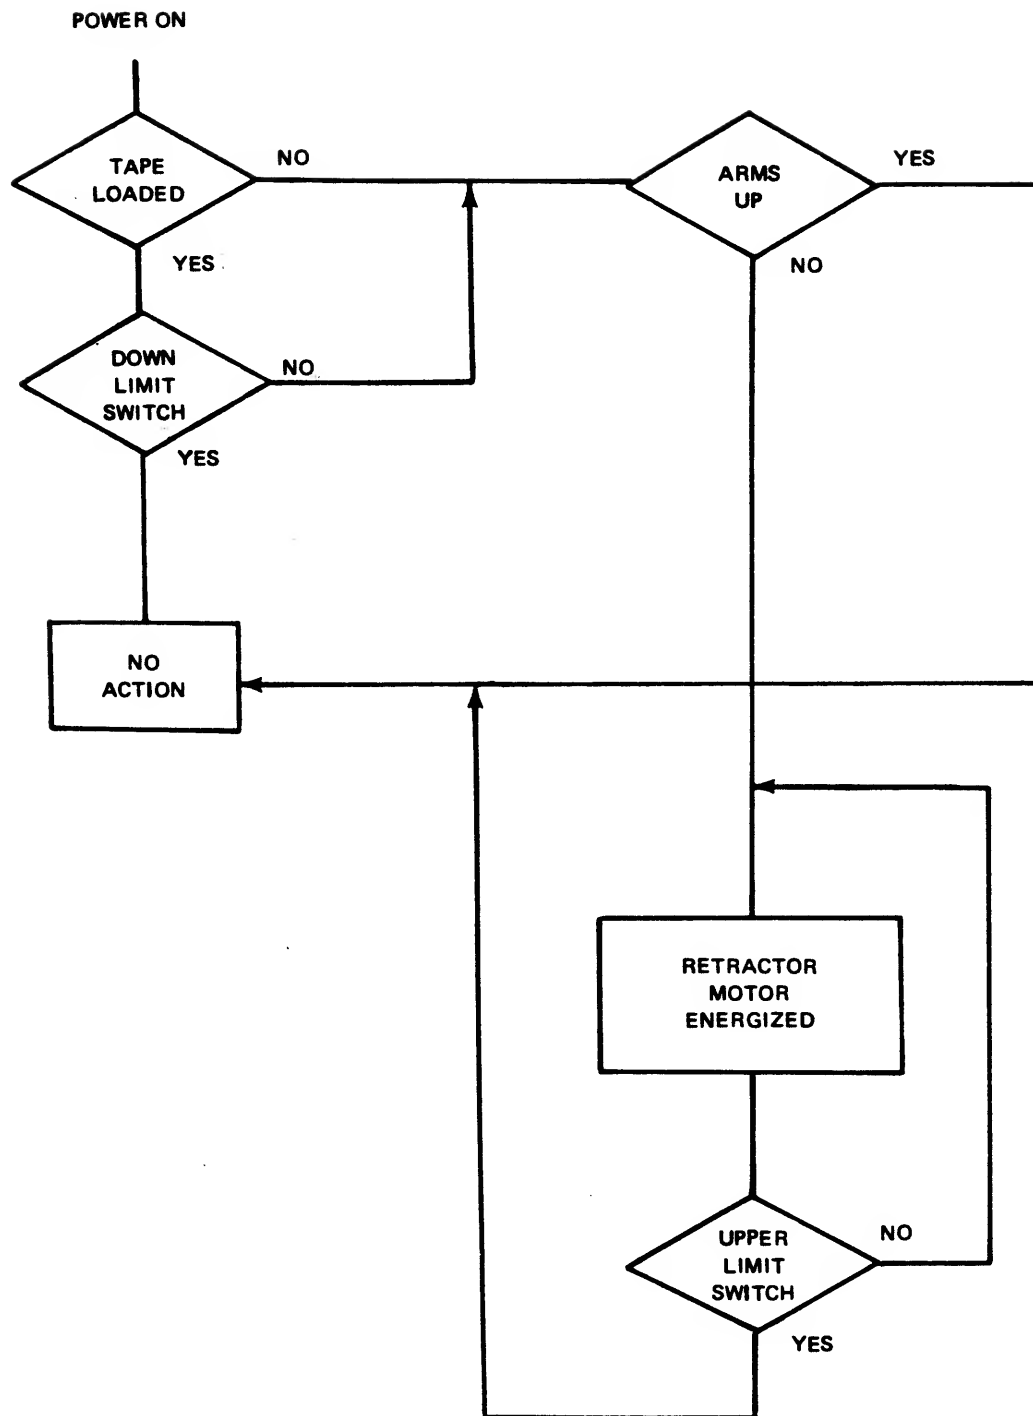 POWER ON
TAPE
LOADED
NO
YES
ARMS
UP
YES
NO
DOWN
LIMIT
SWITCH
NO
YES
NO
ACTION
RETRACTOR
MOTOR
ENERGIZED
UPPER
LIMIT
SWITCH
NO
YES